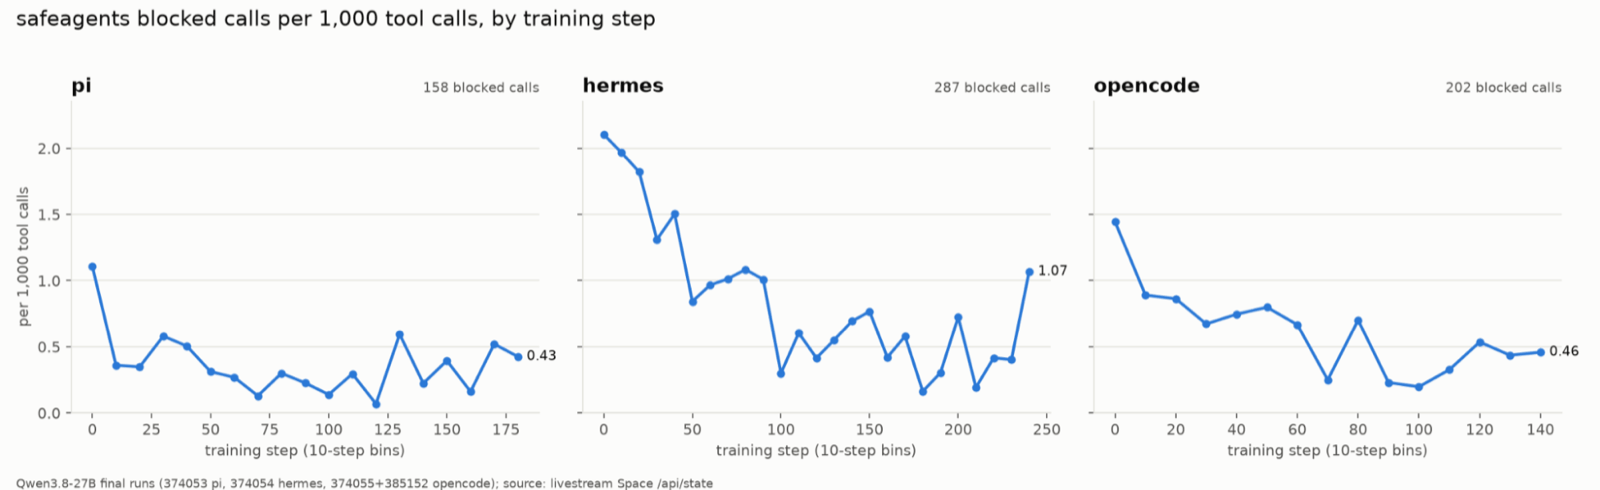 safeagents blocked calls per 1,000 tool calls, by training step
pi
158 blocked calls
hermes
287 blocked calls
opencode
202 blocked calls
per 1,000 tool calls
2.0
1.5
1.0
0.5
0.0
0.43
1.07
0.46
0 25 50 75 100 125 150 175
0 50 100 150 200 250
0 20 40 60 80 100 120 140
training step (10-step bins)
training step (10-step bins)
training step (10-step bins)
Qwen3.8-27B final runs (374053 pi, 374054 hermes, 374055+385152 opencode); source: livestream Space /api/state